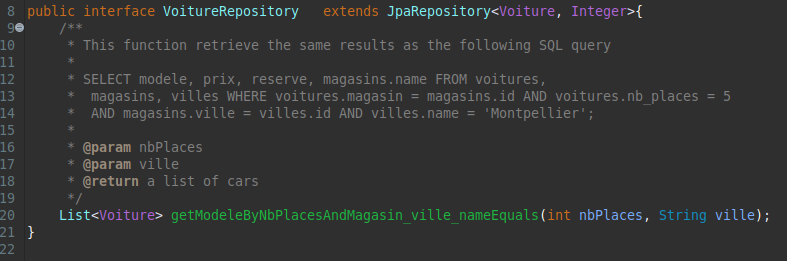 8 public interface VoitureRepository   extends JpaRepository<Voiture, Integer>{
9     /**
10      * This function retrieve the same results as the following SQL query
11      *
12      * SELECT modele, prix, reserve, magasins.name FROM voitures,
13      *  magasins, villes WHERE voitures.magasin = magasins.id AND voitures.nb_places = 5
14      *  AND magasins.ville = villes.id AND villes.name = 'Montpellier';
15      *
16      * @param nbPlaces
17      * @param ville
18      * @return a list of cars
19      */
20     List<Voiture> getModeleByNbPlacesAndMagasin_ville_nameEquals(int nbPlaces, String ville);
21 }
22